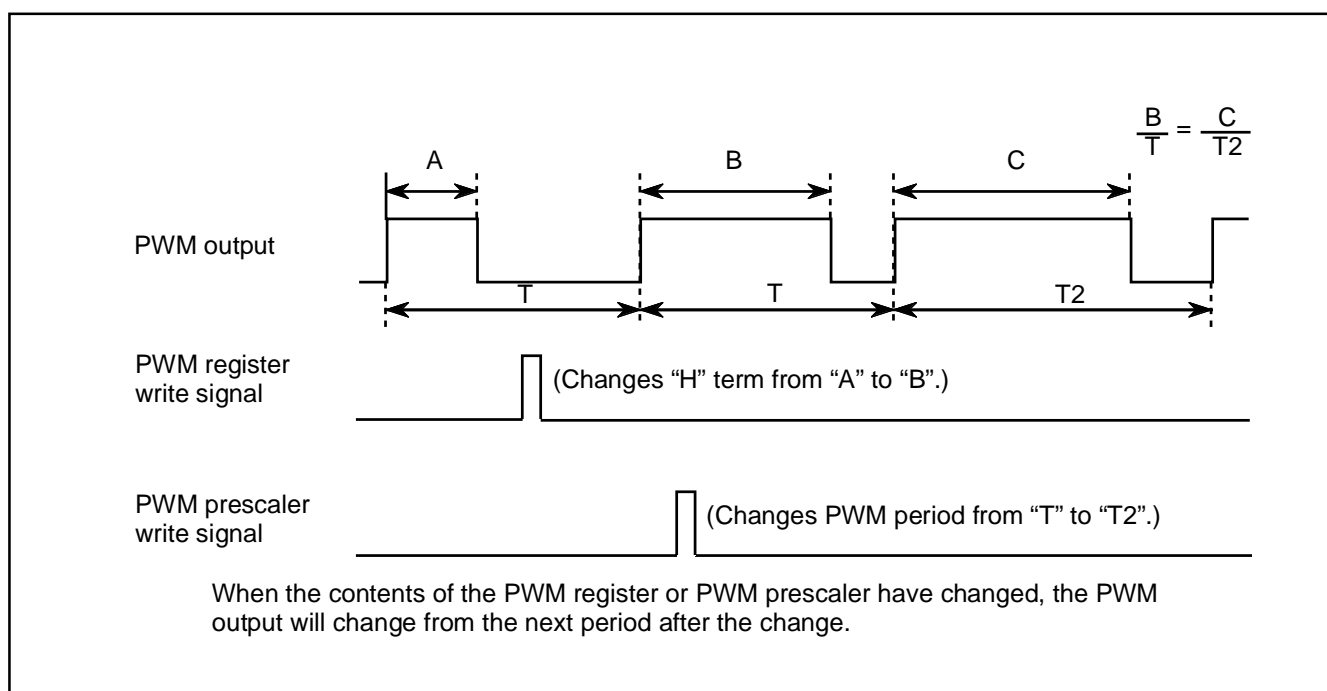 B = C
T T2
A B C
PWM output
T T T2
PWM register
write signal
(Changes “H” term from “A” to “B”.)
PWM prescaler
write signal
(Changes PWM period from “T” to “T2”.)
When the contents of the PWM register or PWM prescaler have changed, the PWM
output will change from the next period after the change.